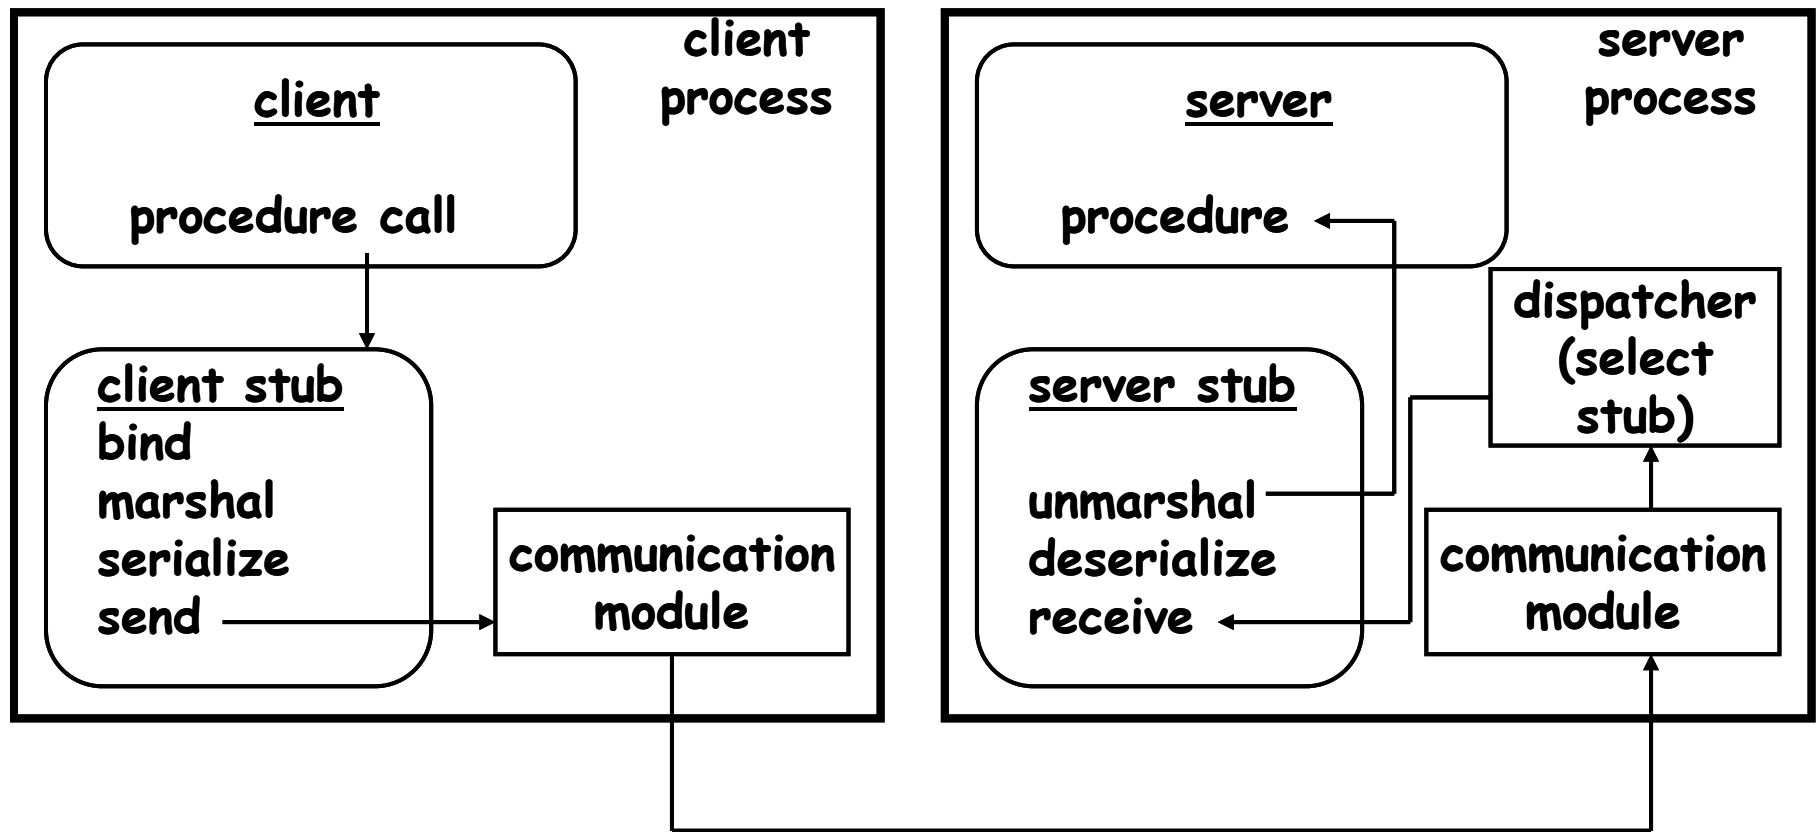 client
process
client
procedure call
client stub
bind
marshal
serialize
send
communication
module
server
process
server
procedure
dispatcher
(select
stub)
server stub
unmarshal
deserialize
receive
communication
module